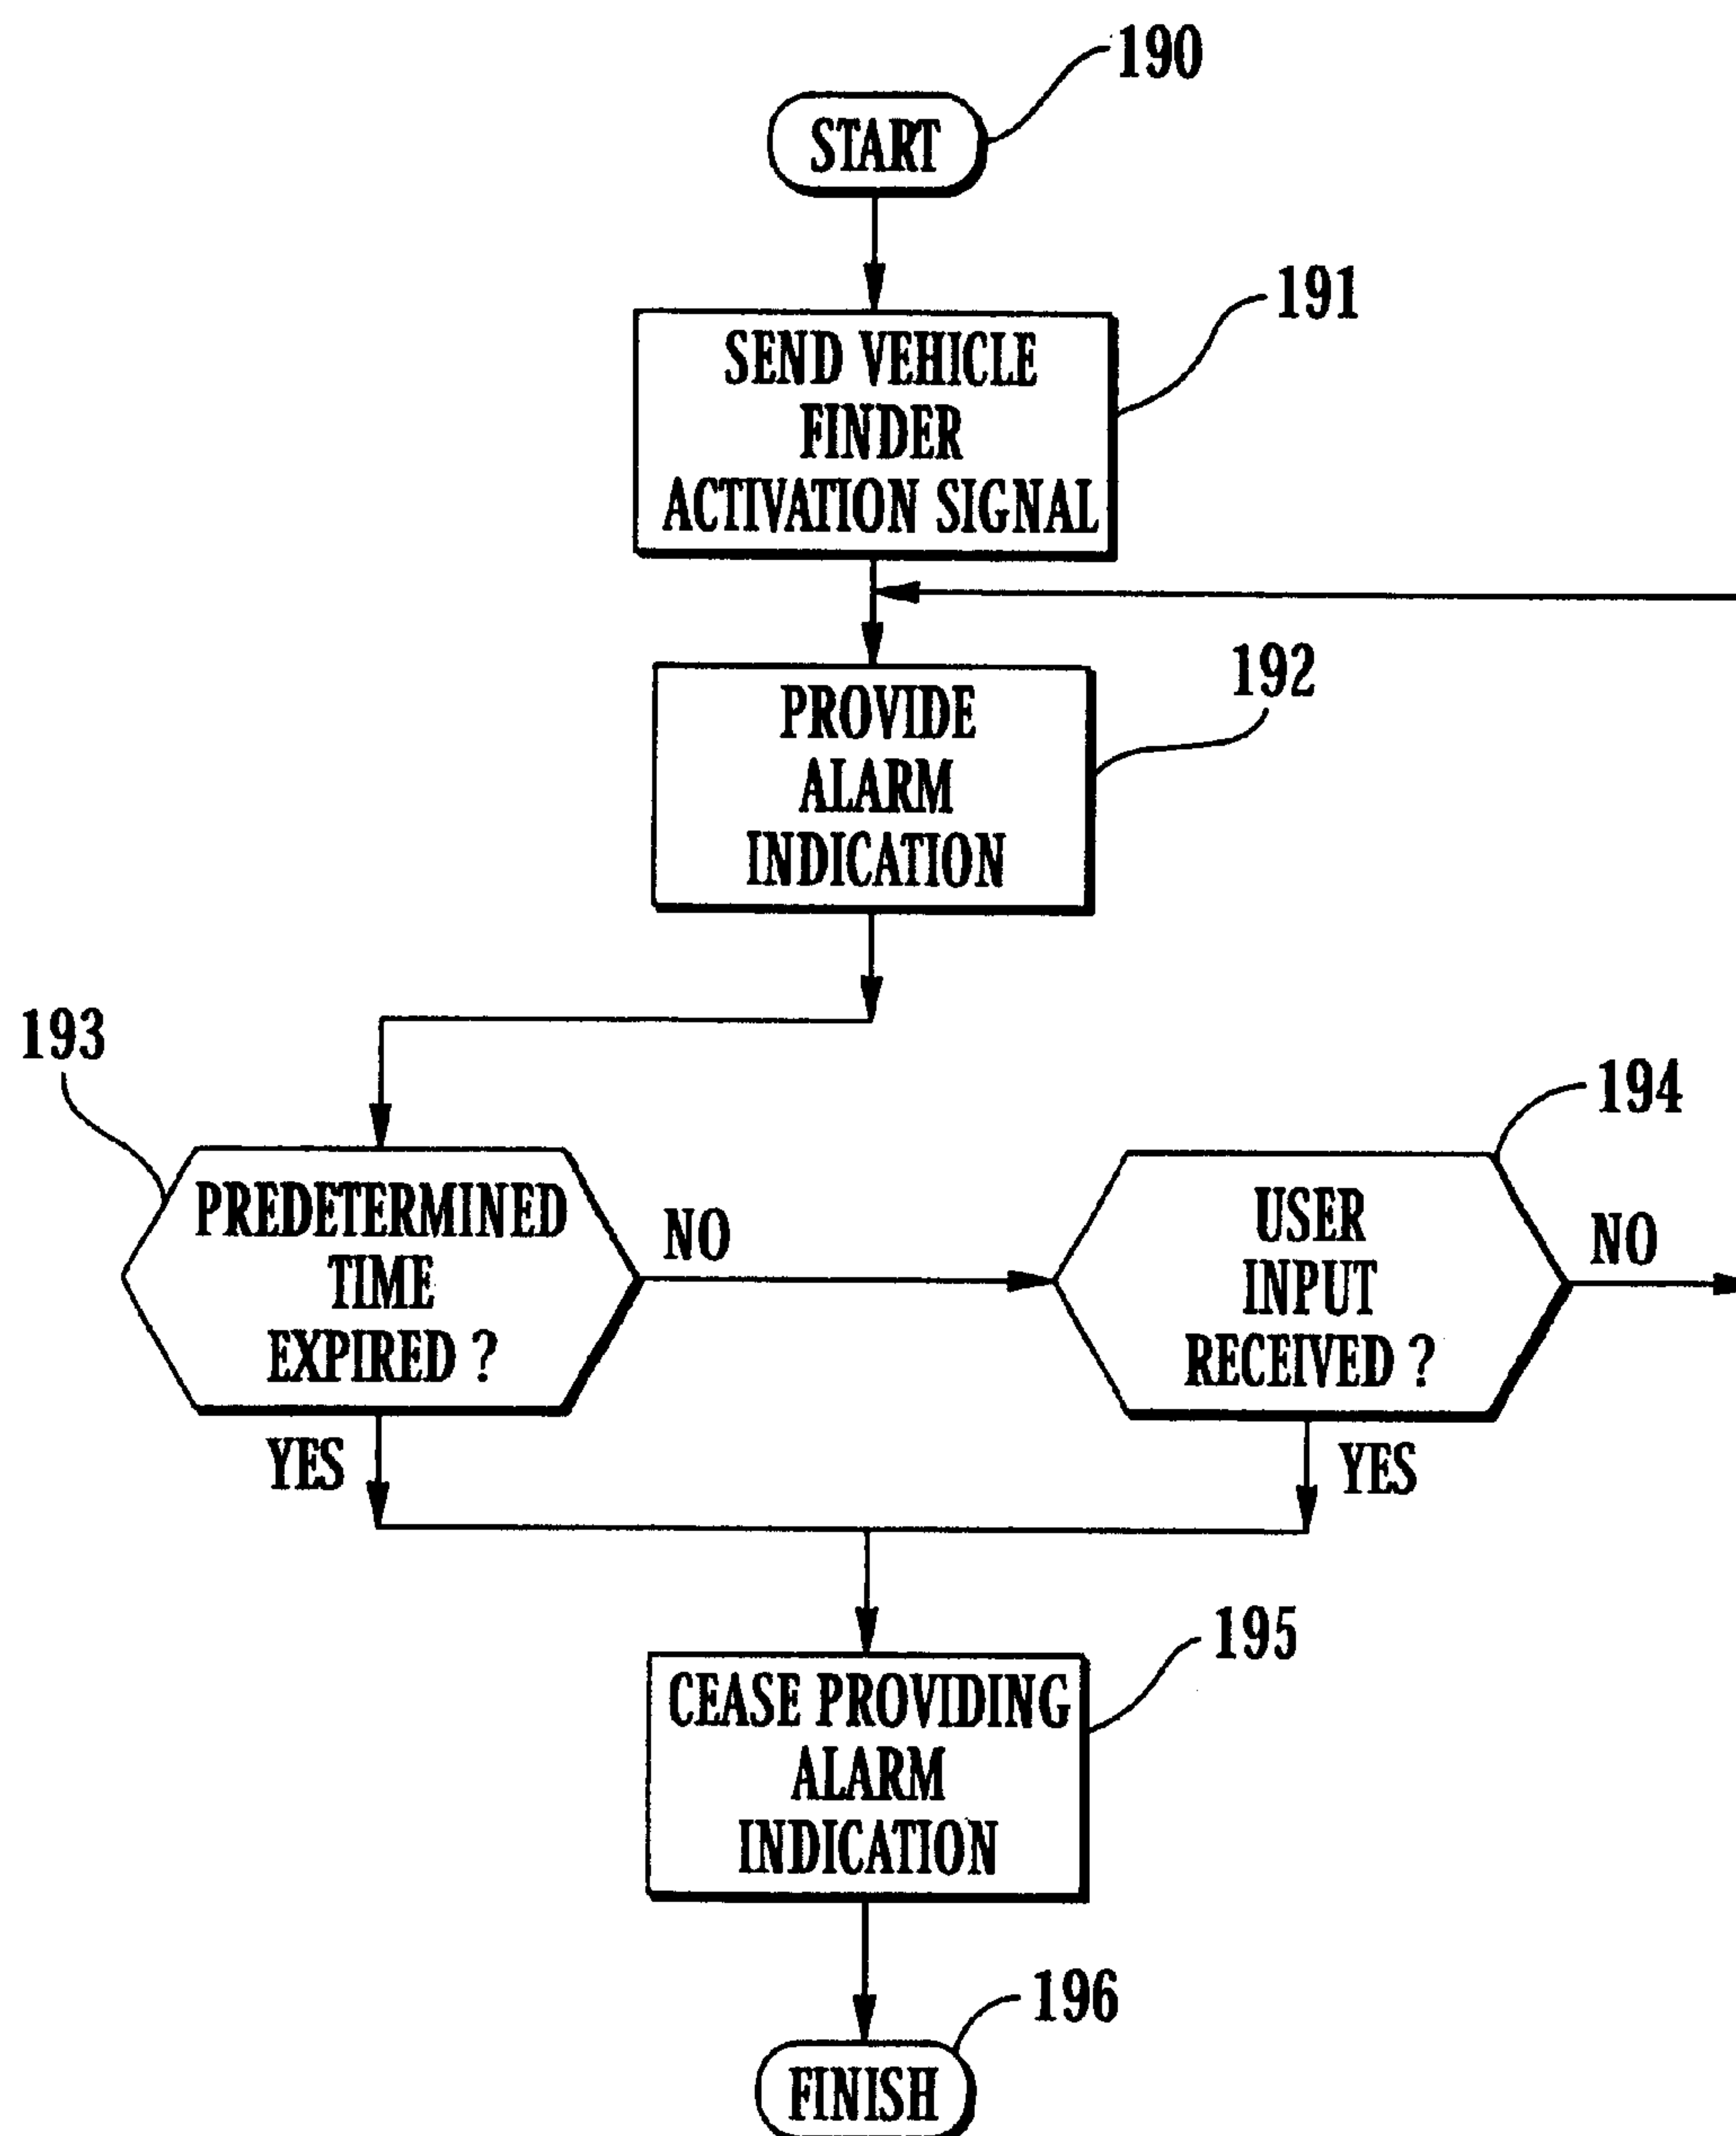 190
START
191
SEND VEHICLE
FINDER
ACTIVATION SIGNAL
192
PROVIDE
ALARM
INDICATION
193
PREDETERMINED
TIME
EXPIRED ?
NO
YES
194
USER
INPUT
RECEIVED ?
NO
YES
195
CEASE PROVIDING
ALARM
INDICATION
196
FINISH